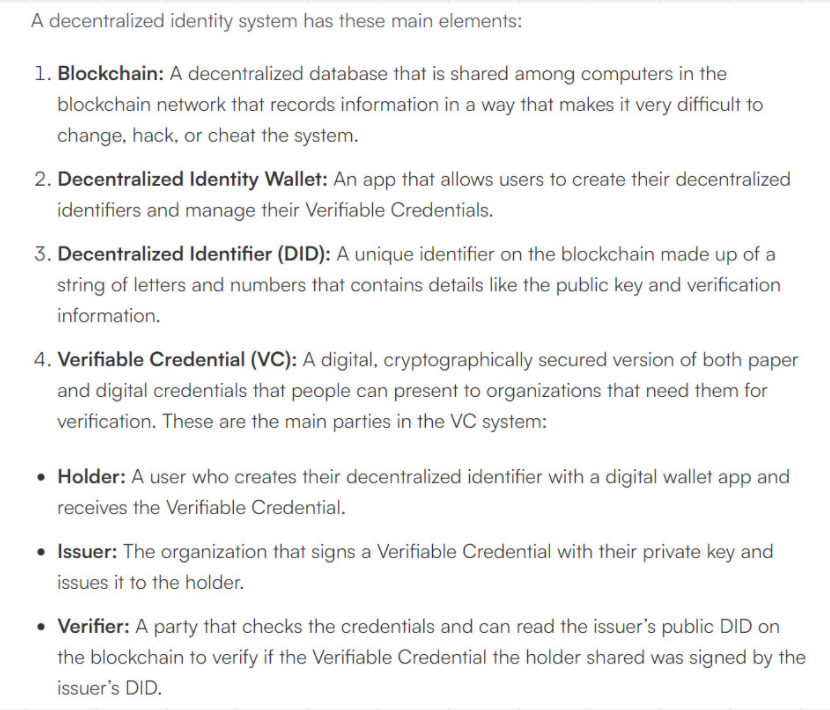 A decentralized identity system has these main elements:
1. Blockchain: A decentralized database that is shared among computers in the
blockchain network that records information in a way that makes it very difficult to
change, hack, or cheat the system.
2. Decentralized Identity Wallet: An app that allows users to create their decentralized
identifiers and manage their Verifiable Credentials.
3. Decentralized Identifier (DID): A unique identifier on the blockchain made up of a
string of letters and numbers that contains details like the public key and verification
information.
4. Verifiable Credential (VC): A digital, cryptographically secured version of both paper
and digital credentials that people can present to organizations that need them for
verification. These are the main parties in the VC system:
• Holder: A user who creates their decentralized identifier with a digital wallet app and
receives the Verifiable Credential.
• Issuer: The organization that signs a Verifiable Credential with their private key and
issues it to the holder.
• Verifier: A party that checks the credentials and can read the issuer’s public DID on
the blockchain to verify if the Verifiable Credential the holder shared was signed by the
issuer’s DID.